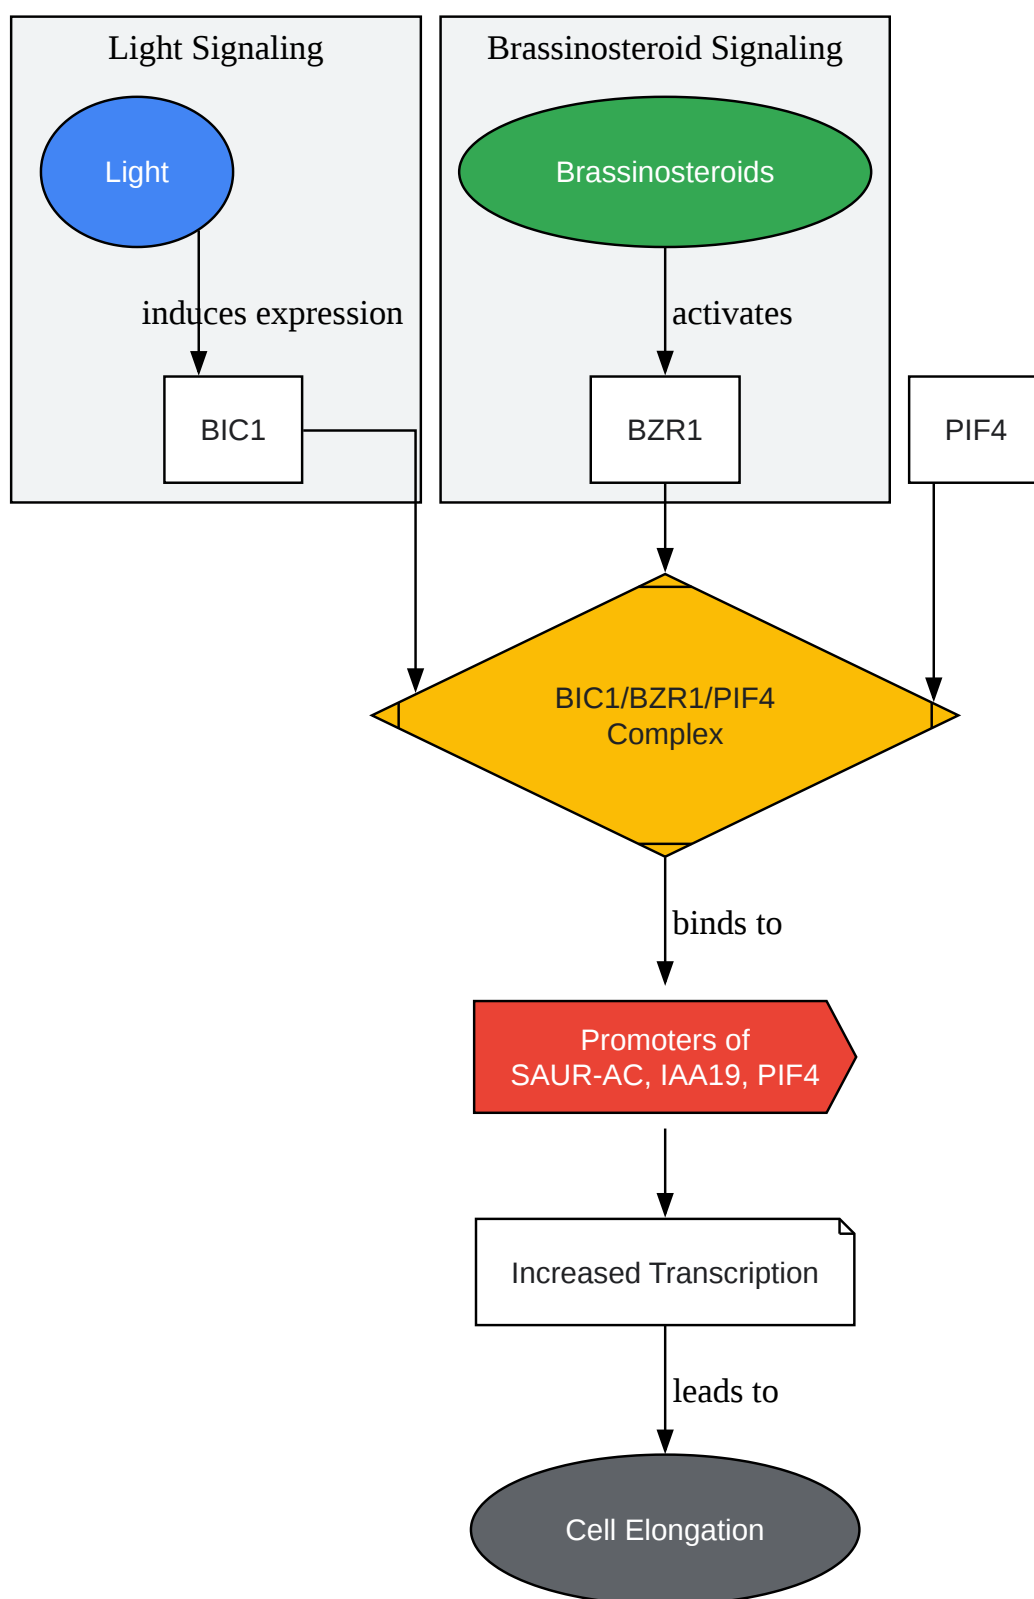 Light Signaling
Brassinosteroid Signaling
Light
Brassinosteroids
induces expression
activates
BIC1
BZR1
PIF4
BIC1/BZR1/PIF4
Complex
binds to
Promoters of
SAUR-AC, IAA19, PIF4
Increased Transcription
leads to
Cell Elongation